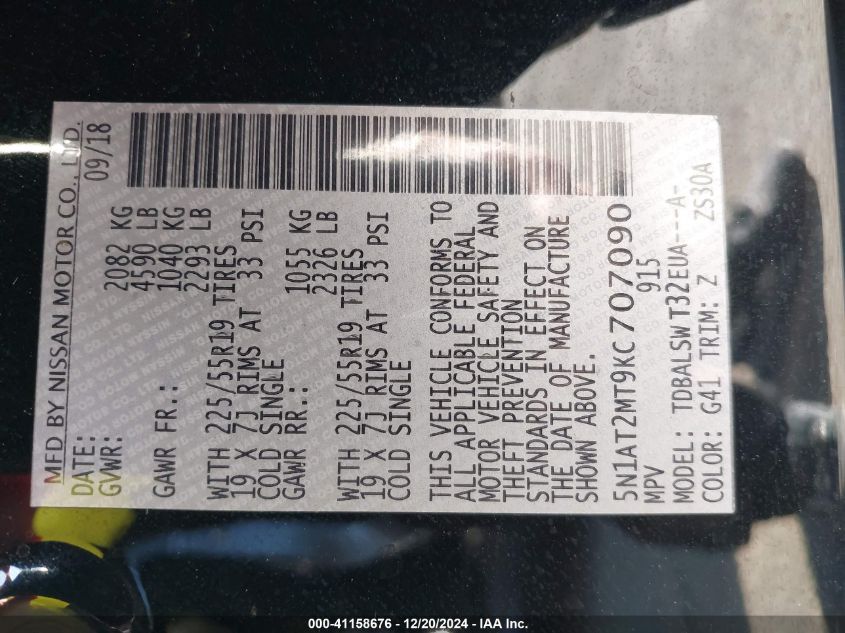 MFD BY NISSAN MOTOR CO., LTD.
DATE: 09/18
GVWR: 2082 KG
4590 LB
GAWR FR.: 1040 KG
2293 LB
WITH 225/55R19 TIRES
19 X 7J RIMS AT 33 PSI
COLD SINGLE
GAWR RR.: 1055 KG
2326 LB
WITH 225/55R19 TIRES
19 X 7J RIMS AT 33 PSI
COLD SINGLE
THIS VEHICLE CONFORMS TO
ALL APPLICABLE FEDERAL
MOTOR VEHICLE SAFETY AND
THEFT PREVENTION
STANDARDS IN EFFECT ON
THE DATE OF MANUFACTURE
SHOWN ABOVE.
5N1AT2MT9KC707090
MPV 915
MODEL: TDBALSW T32EUA---A-
COLOR: G41 TRIM: Z ZS30A
000-41158676 - 12/20/2024 - IAA Inc.